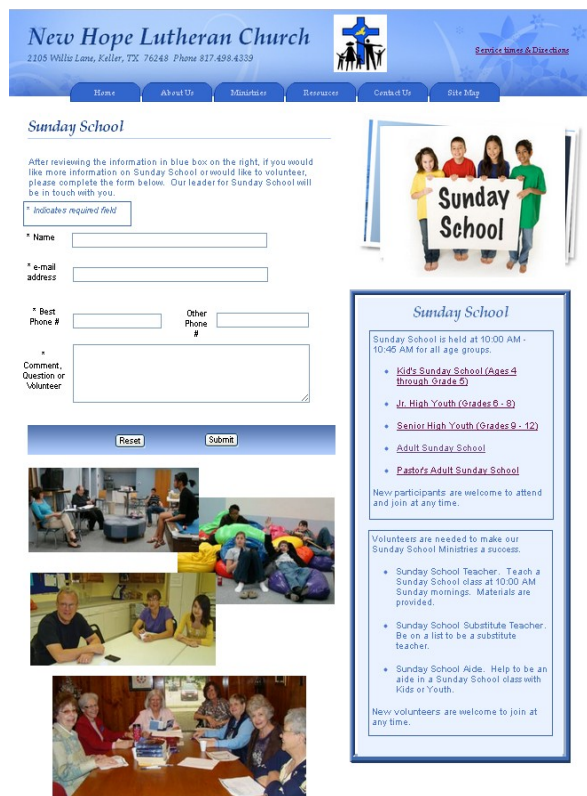 New Hope Lutheran Church
2105 Willis Lane, Keller, TX 76248 Phone 817.498.4339
Service times & Directions
Home About Us Ministries Resources Contact Us Site Map
Sunday School
After reviewing the information in blue box on the right, if you would
like more information on Sunday School or would like to volunteer,
please complete the form below. Our leader for Sunday School will
be in touch with you.
* Indicates required field
* Name
* e-mail
address
* Best
Phone #
Other
Phone
#
*
Comment,
Question or
Volunteer
Reset Submit
Sunday
School
Sunday School
Sunday School is held at 10:00 AM -
10:45 AM for all age groups.
Kid's Sunday School (Ages 4
through Grade 5)
Jr. High Youth (Grades 6 - 8)
Senior High Youth (Grades 9 - 12)
Adult Sunday School
Pastor's Adult Sunday School
New participants are welcome to attend
and join at any time.
Volunteers are needed to make our
Sunday School Ministries a success.
Sunday School Teacher. Teach a
Sunday School class at 10:00 AM
Sunday mornings. Materials are
provided.
Sunday School Substitute Teacher.
Be on a list to be a substitute
teacher.
Sunday School Aide. Help to be an
aide in a Sunday School class with
Kids or Youth.
New volunteers are welcome to join at
any time.